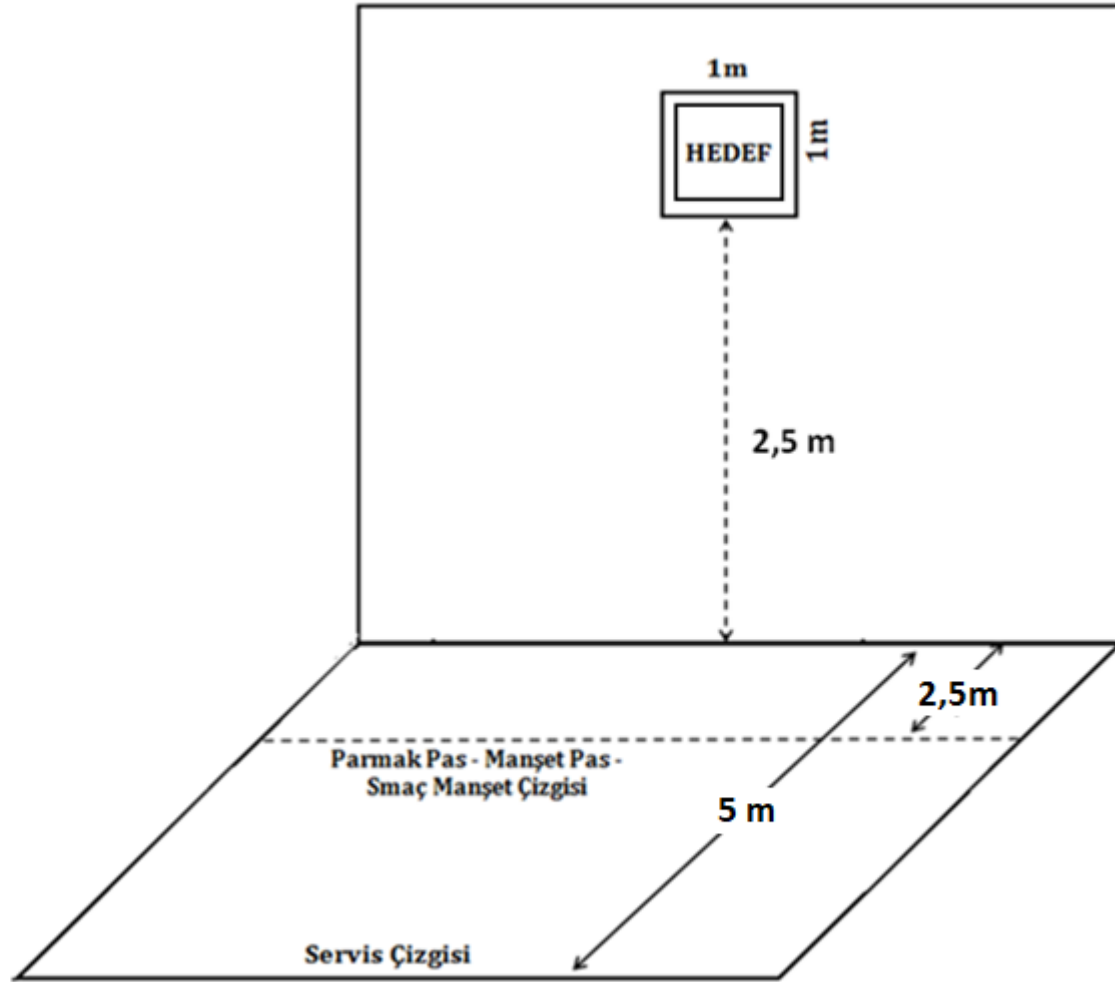 1m
1m
HEDEF
2,5 m
2,5m
Parmak Pas - Manşet Pas -
Smaç Manşet Çizgisi
5 m
Servis Çizgisi